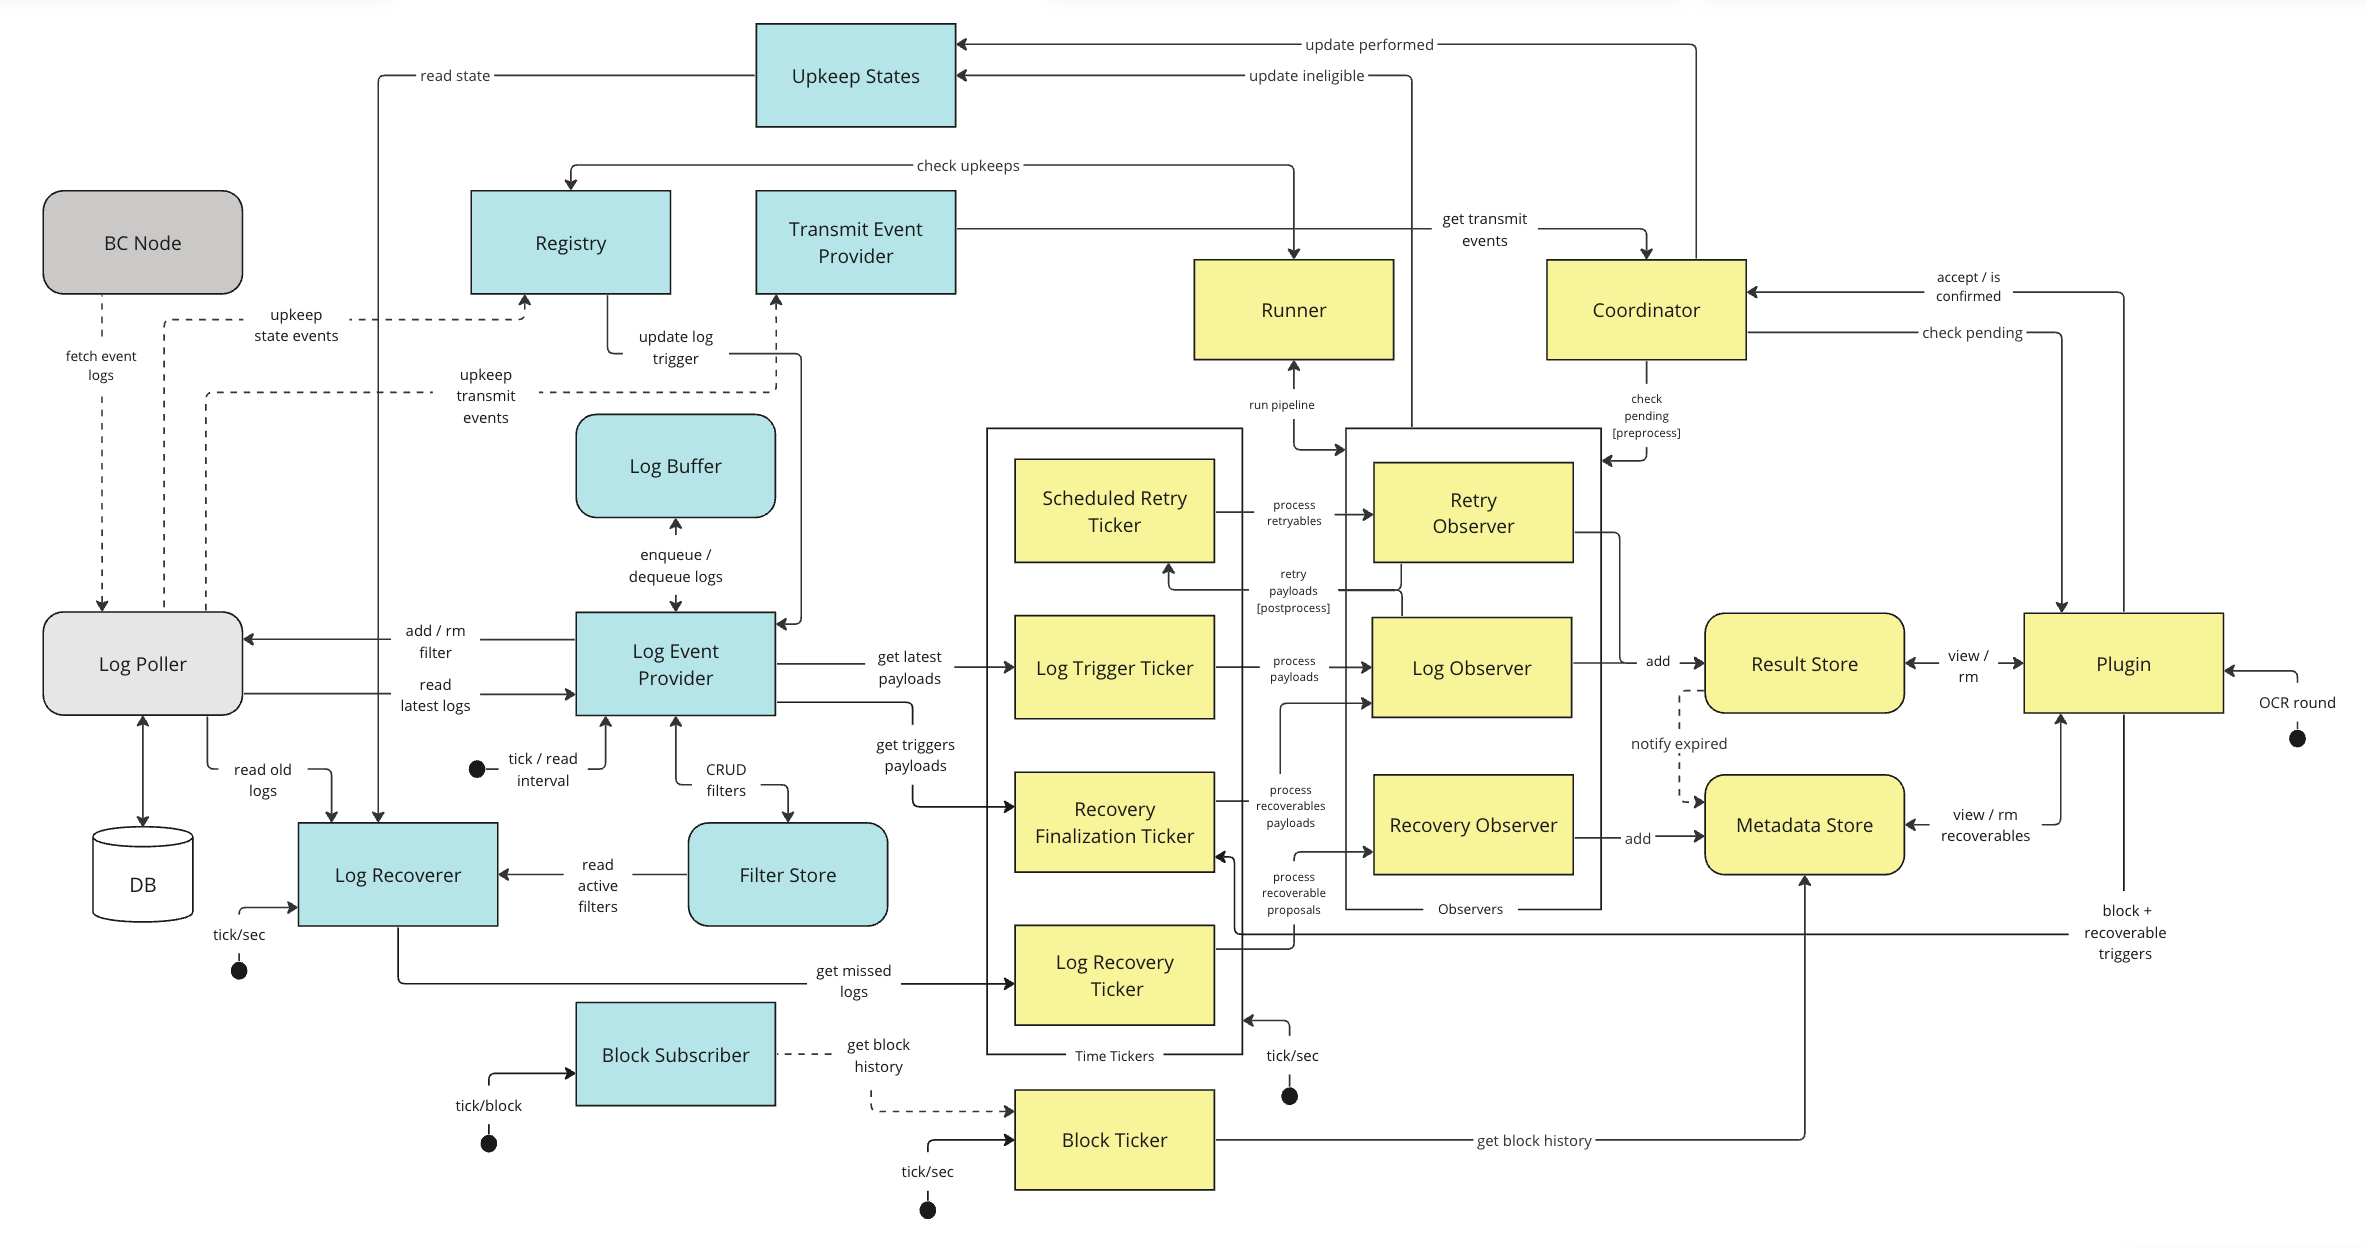 update performed
read state
Upkeep States
update ineligible
check upkeeps
BC Node
Registry
Transmit Event
Provider
get transmit
events
Runner
Coordinator
accept / is
confirmed
check pending
upkeep
state events
fetch event
logs
update log
trigger
upkeep
transmit
events
run pipeline
check
pending
[preprocess]
Log Buffer
Scheduled Retry
Ticker
process
retryables
Retry
Observer
enqueue /
dequeue logs
retry
payloads
[postprocess]
Log Poller
add / rm
filter
read
latest logs
Log Event
Provider
get latest
payloads
Log Trigger Ticker
process
payloads
Log Observer
add
Result Store
view /
rm
Plugin
OCR round
notify expired
get triggers
payloads
tick / read
interval
CRUD
filters
read old
logs
Recovery
Finalization Ticker
process
recoverables
payloads
Recovery Observer
add
Metadata Store
view / rm
recoverables
DB
Log Recoverer
read
active
filters
Filter Store
process
recoverable
proposals
Observers
block +
recoverable
triggers
tick/sec
get missed
logs
Log Recovery
Ticker
Block Subscriber
get block
history
Time Tickers
tick/sec
tick/block
Block Ticker
get block history
tick/sec